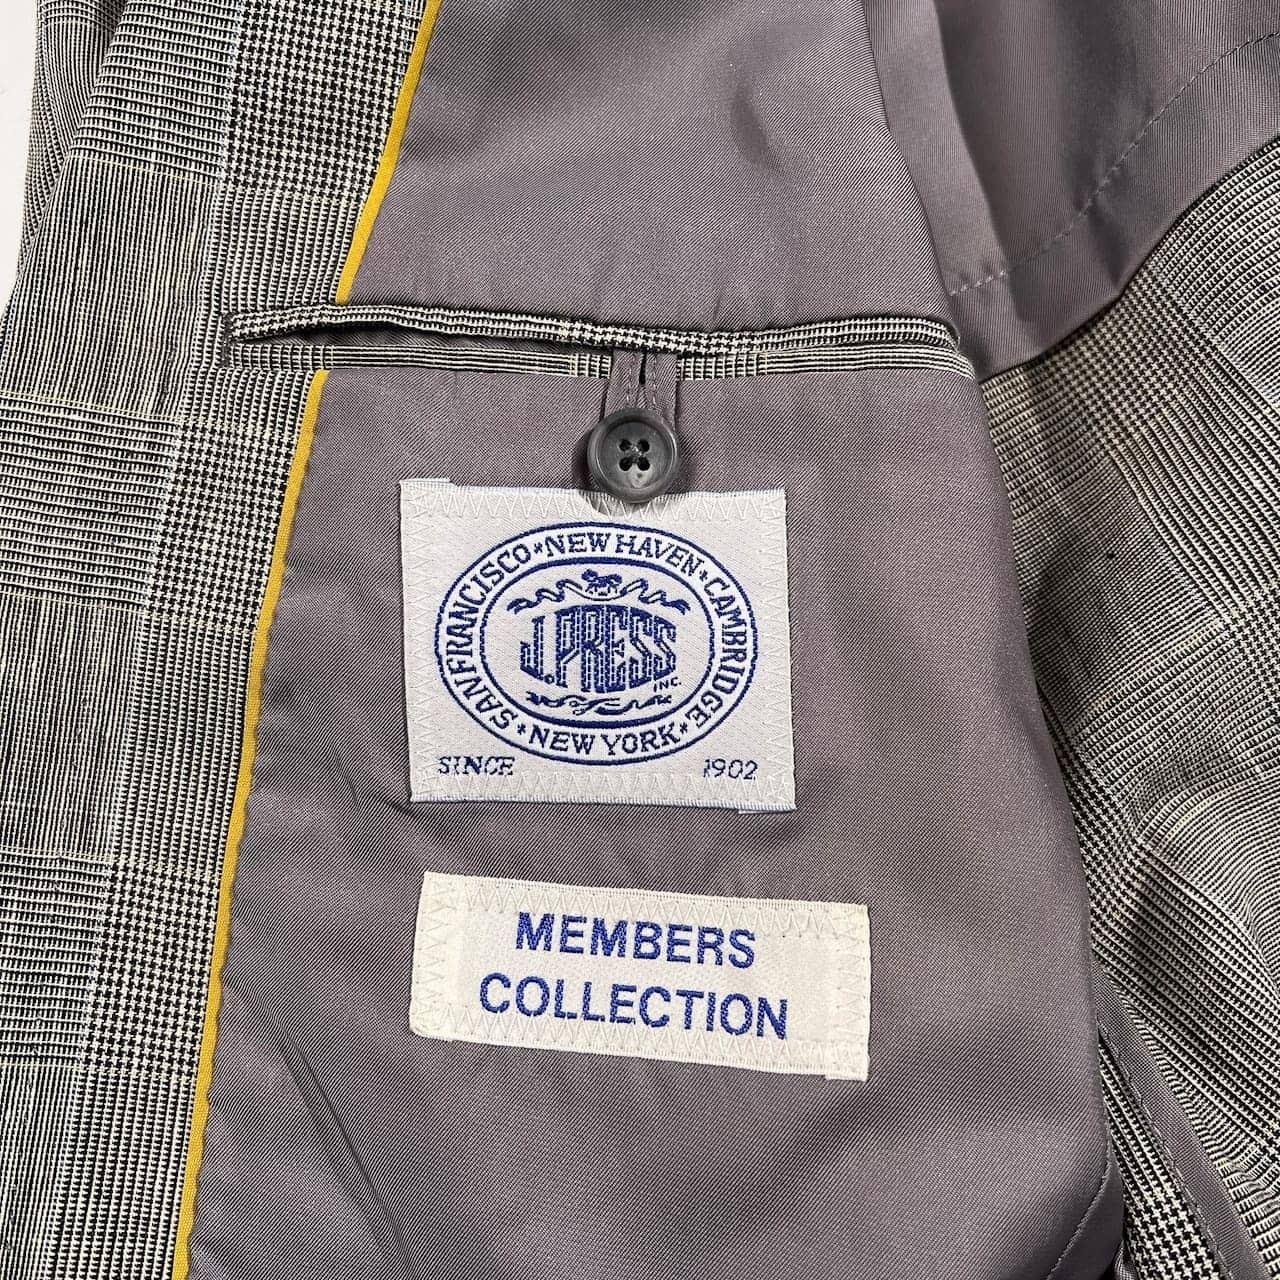 SAN FRANCISCO * NEW HAVEN * CAMBRIDGE * NEW YORK *
J. PRESS
INC.
SINCE 1902
MEMBERS
COLLECTION